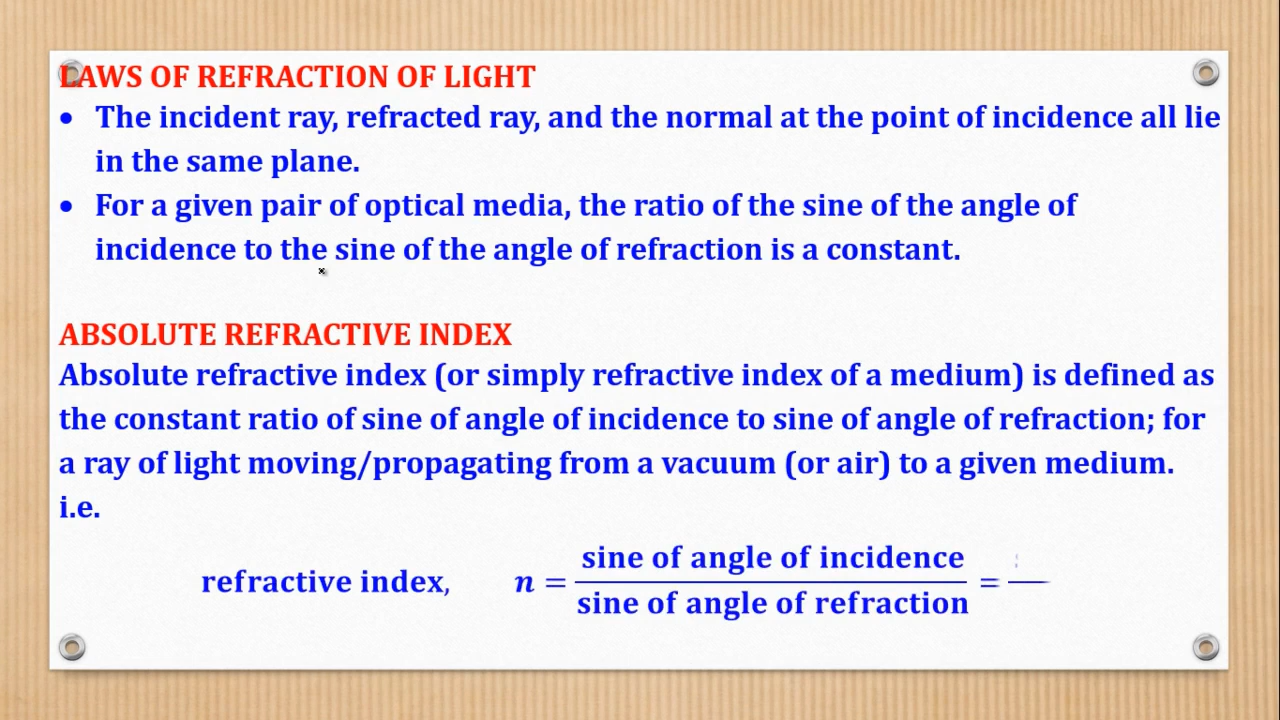 LAWS OF REFRACTION OF LIGHT
• The incident ray, refracted ray, and the normal at the point of incidence all lie
in the same plane.
• For a given pair of optical media, the ratio of the sine of the angle of
incidence to the sine of the angle of refraction is a constant.
ABSOLUTE REFRACTIVE INDEX
Absolute refractive index (or simply refractive index of a medium) is defined as
the constant ratio of sine of angle of incidence to sine of angle of refraction; for
a ray of light moving/propagating from a vacuum (or air) to a given medium.
i.e.
refractive index, n = sine of angle of incidence / sine of angle of refraction =